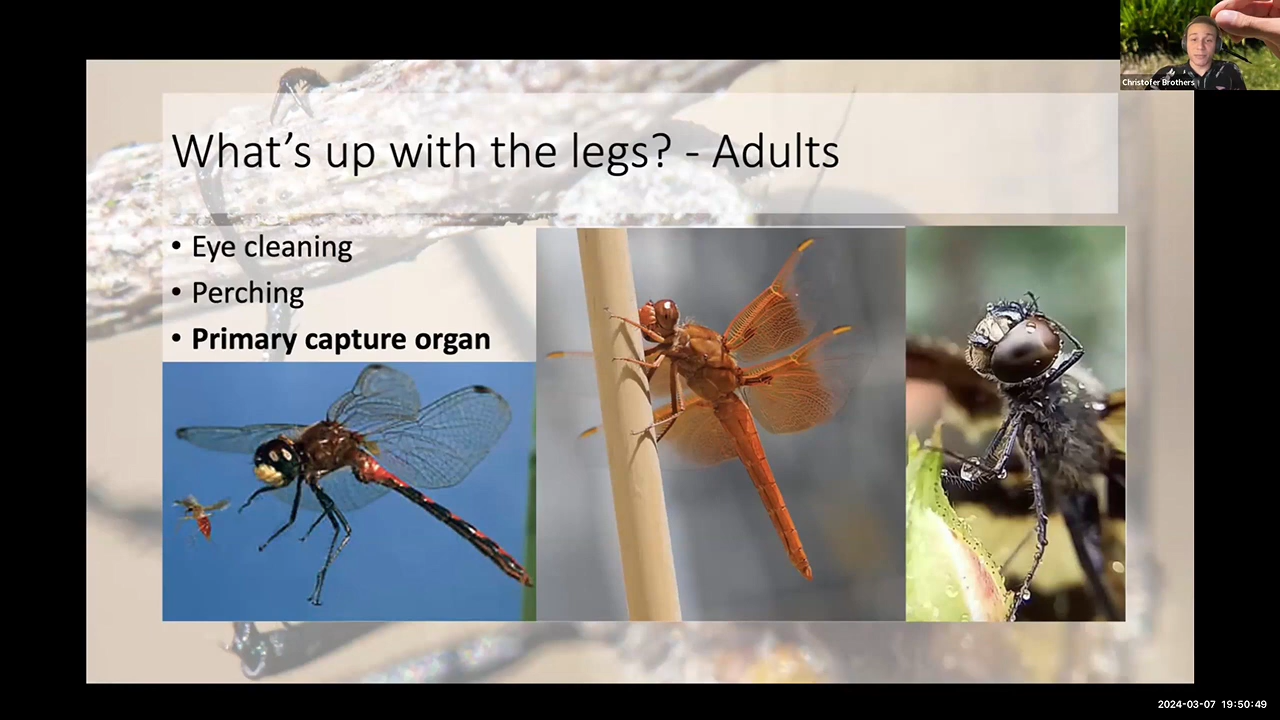 Christofer Brothers
What's up with the legs? - Adults
• Eye cleaning
• Perching
• Primary capture organ
2024-03-07 19:50:49